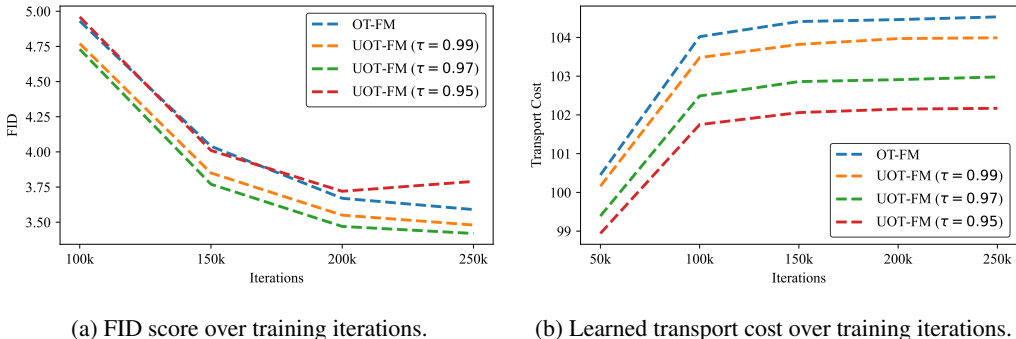 5.00
4.75
4.50
4.25
4.00
3.75
3.50
FID
100k 150k 200k 250k
Iterations
OT-FM
UOT-FM (τ = 0.99)
UOT-FM (τ = 0.97)
UOT-FM (τ = 0.95)
(a) FID score over training iterations.
104
103
102
101
100
99
Transport Cost
50k 100k 150k 200k 250k
Iterations
OT-FM
UOT-FM (τ = 0.99)
UOT-FM (τ = 0.97)
UOT-FM (τ = 0.95)
(b) Learned transport cost over training iterations.